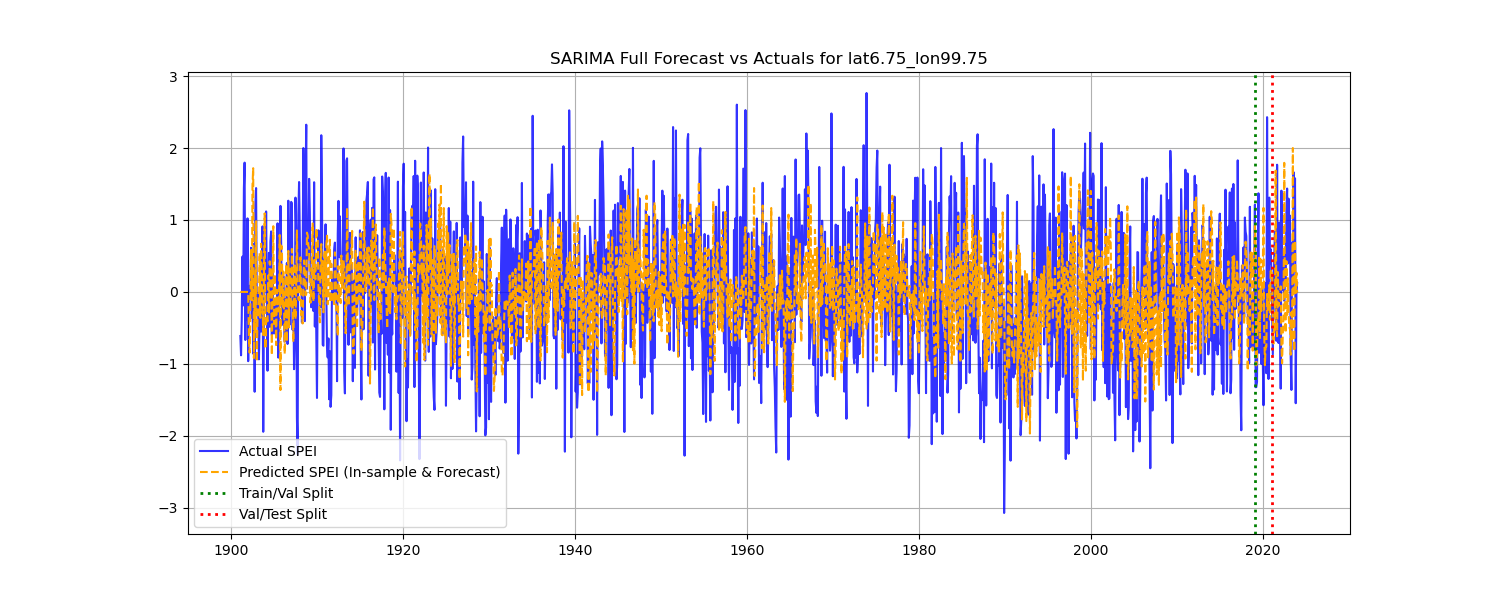 SARIMA Full Forecast vs Actuals for lat6.75_lon99.75
3
2
1
0
−1
−2
−3
Actual SPEI
Predicted SPEI (In-sample & Forecast)
Train/Val Split
Val/Test Split
1900 1920 1940 1960 1980 2000 2020